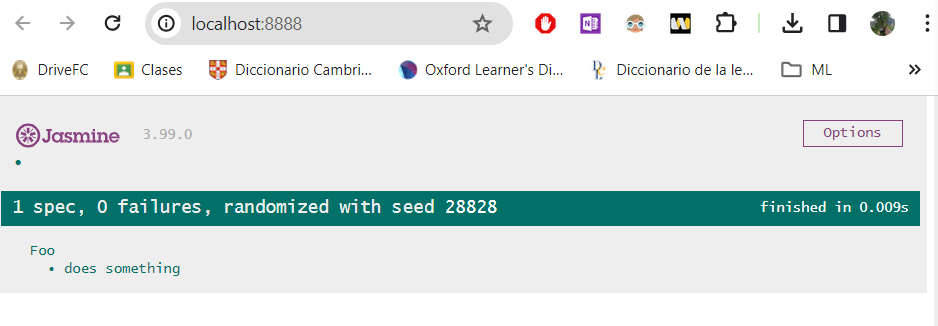 localhost:8888
DriveFC Clases Diccionario Cambri... Oxford Learner's Di... Diccionario de la le... ML
Jasmine 3.99.0 Options
•
1 spec, 0 failures, randomized with seed 28828 finished in 0.009s
Foo
• does something